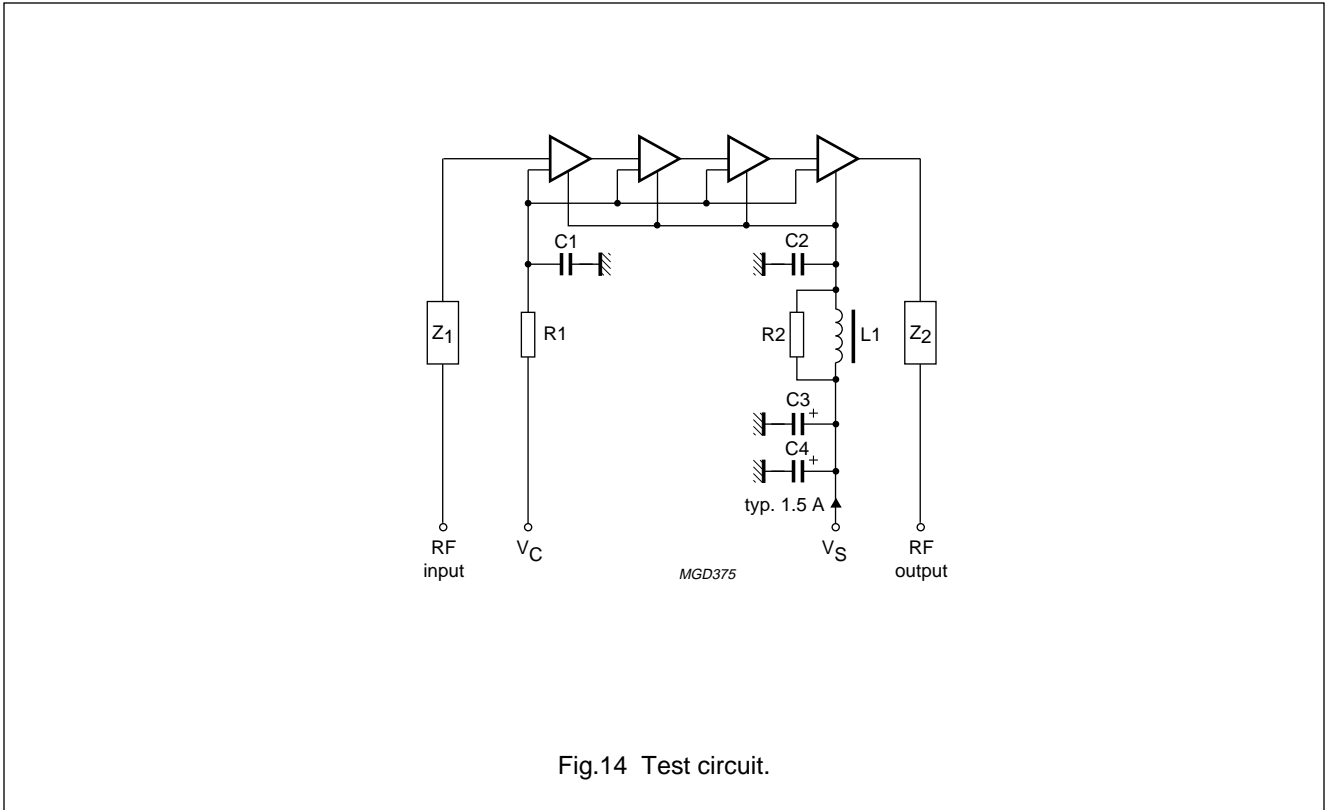 C1
C2
Z1
R1
R2
L1
Z2
C3
+
C4
+
typ. 1.5 A
RF
input
VC
VS
RF
output
MGD375
Fig.14 Test circuit.